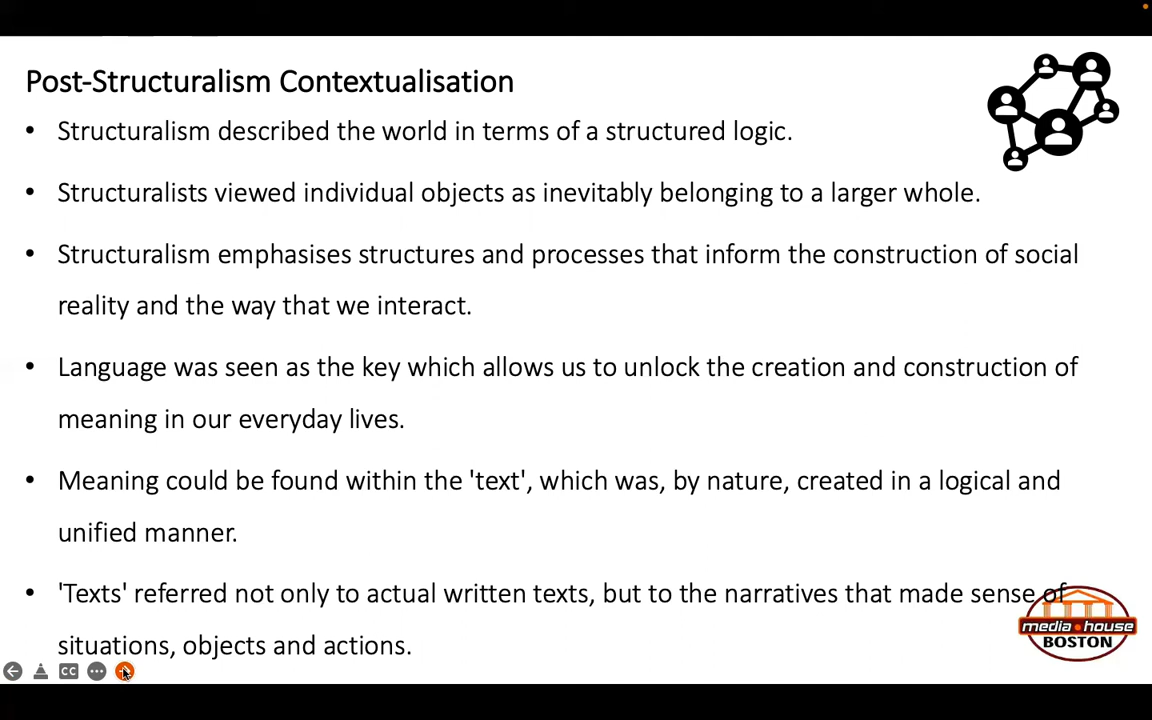 Post-Structuralism Contextualisation
• Structuralism described the world in terms of a structured logic.
• Structuralists viewed individual objects as inevitably belonging to a larger whole.
• Structuralism emphasises structures and processes that inform the construction of social
reality and the way that we interact.
• Language was seen as the key which allows us to unlock the creation and construction of
meaning in our everyday lives.
• Meaning could be found within the 'text', which was, by nature, created in a logical and
unified manner.
• 'Texts' referred not only to actual written texts, but to the narratives that made sense of
situations, objects and actions.
media house
BOSTON
CC